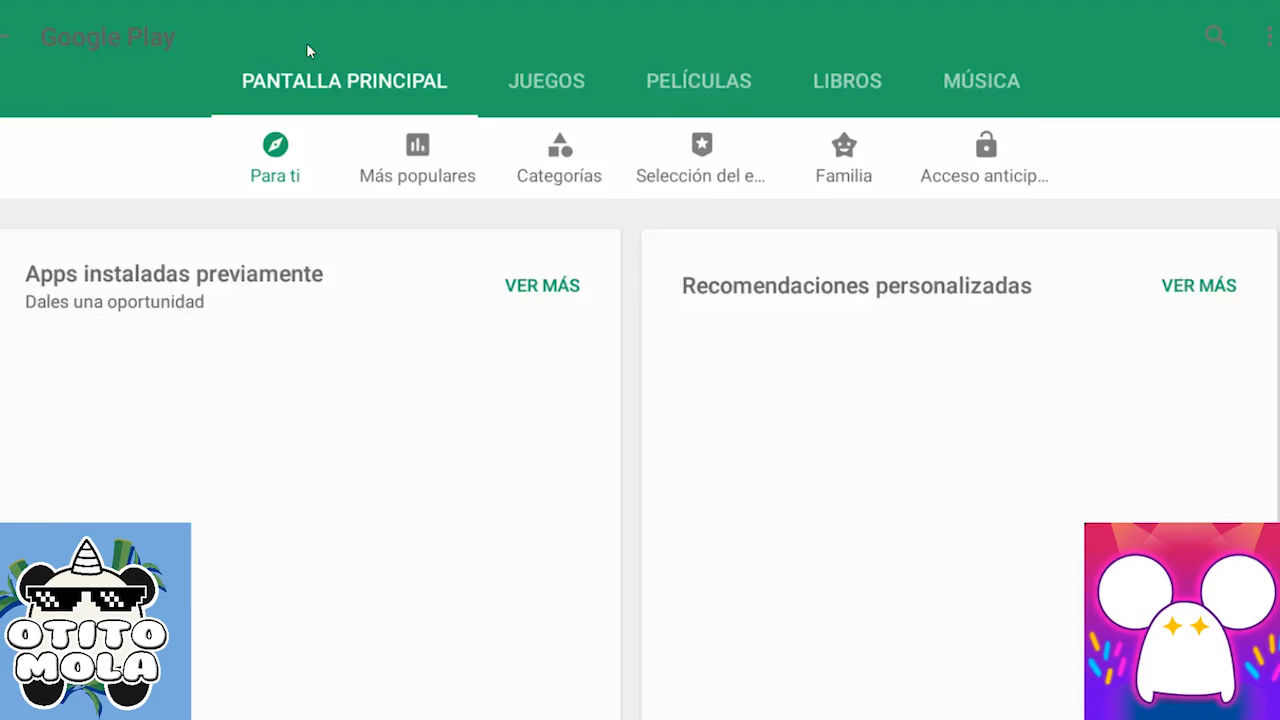 Google Play
PANTALLA PRINCIPAL
JUEGOS
PELÍCULAS
LIBROS
MÚSICA
Para ti
Más populares
Categorías
Selección del e...
Familia
Acceso anticip...
Apps instaladas previamente
Dales una oportunidad
VER MÁS
Recomendaciones personalizadas
VER MÁS
OTITO
MOLA